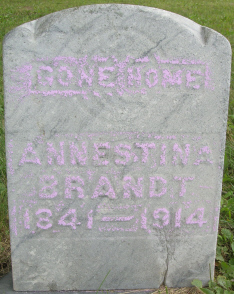 GONE HOME
ANNESTINA
BRANDT
1841 – 1914